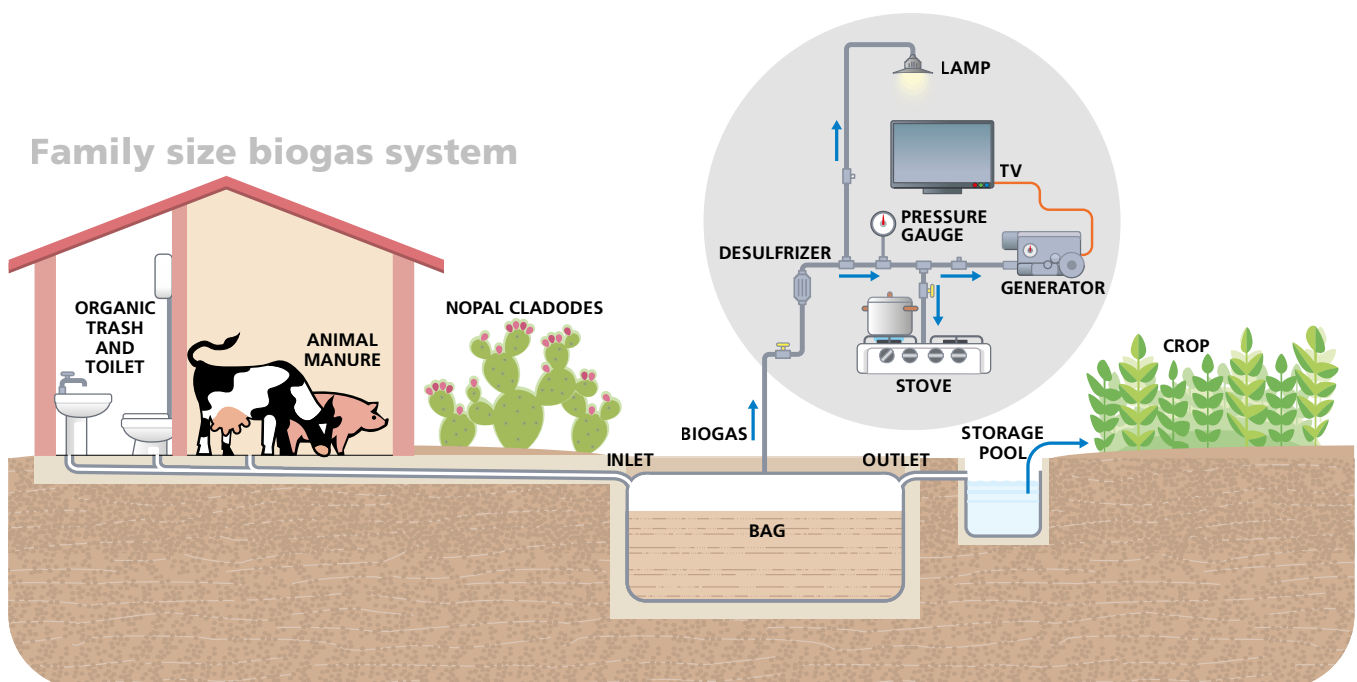 Family size biogas system
LAMP
TV
PRESSURE
GAUGE
DESULFRIZER
GENERATOR
STOVE
ORGANIC
TRASH
AND
TOILET
ANIMAL
MANURE
NOPAL CLADODES
CROP
BIOGAS
STORAGE
POOL
INLET
OUTLET
BAG